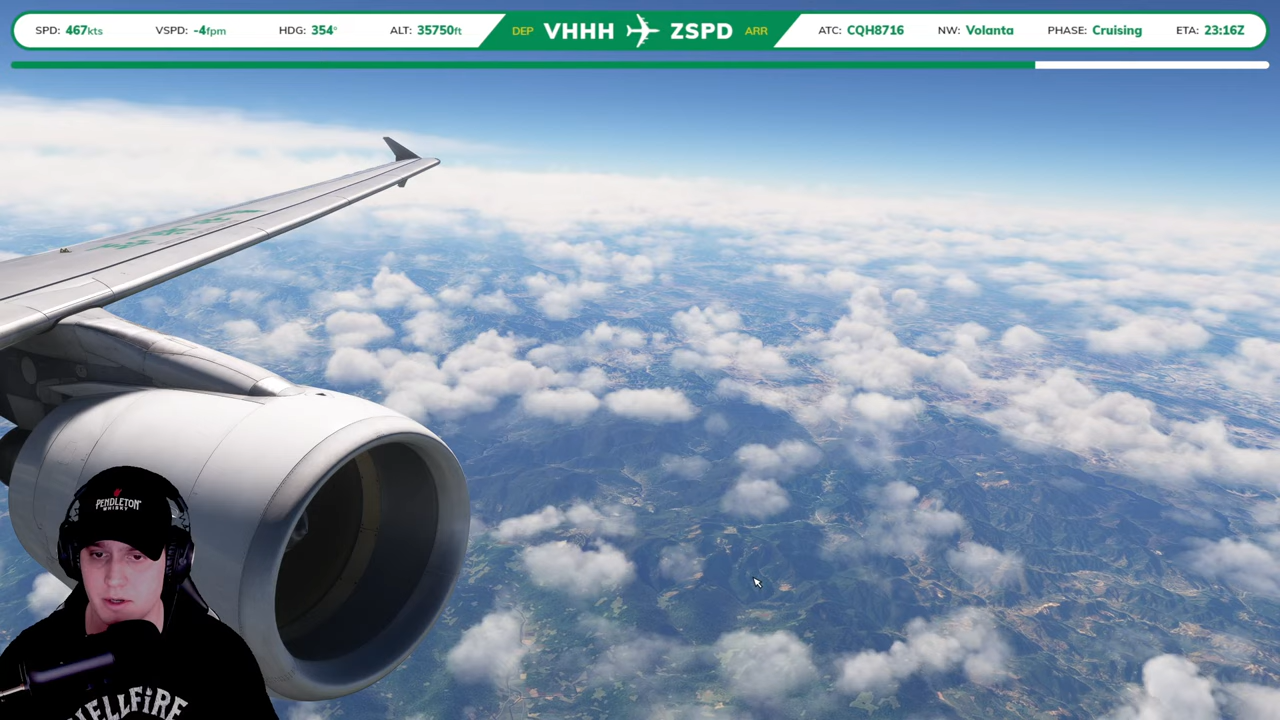 SPD: 467kts VSPD: -4fpm HDG: 354° ALT: 35750ft DEP VHHH ZSPD ARR ATC: CQH8716 NW: Volanta PHASE: Cruising ETA: 23:16Z
PENDLETON
WHISKY
HELLFIRE